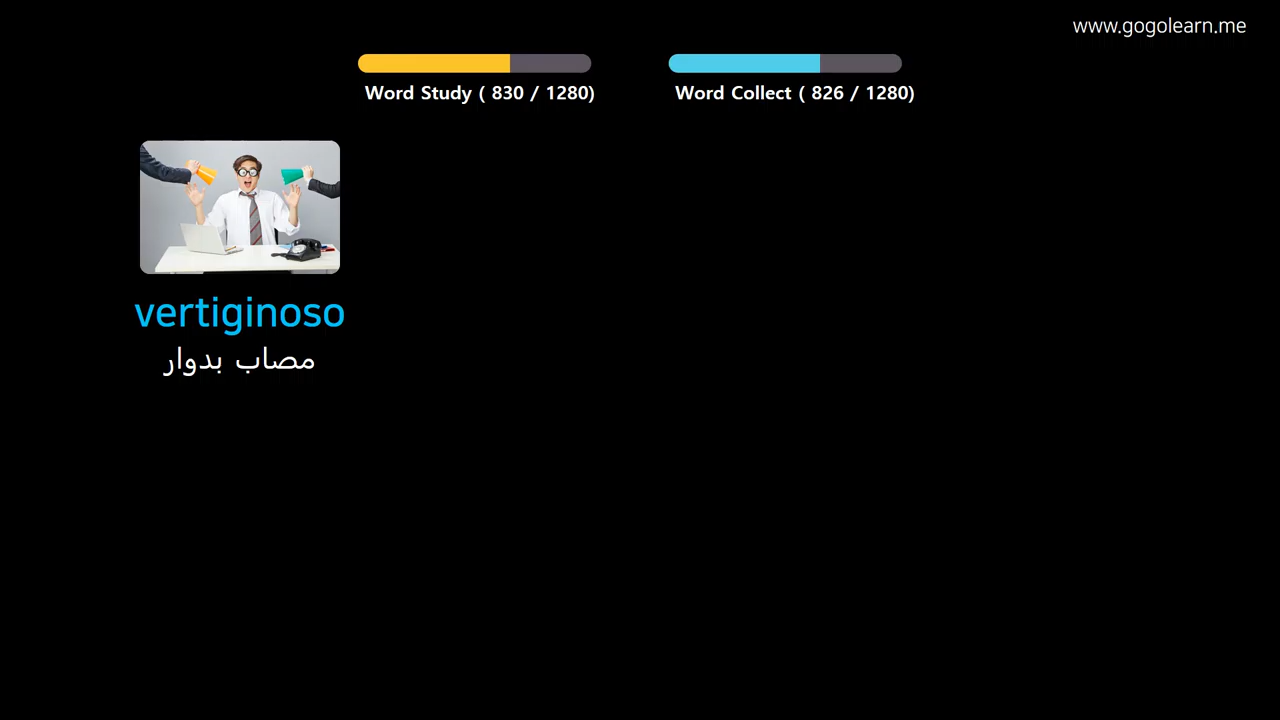 www.gogolearn.me
Word Study ( 830 / 1280)
Word Collect ( 826 / 1280)
vertiginoso
مصاب بدوار